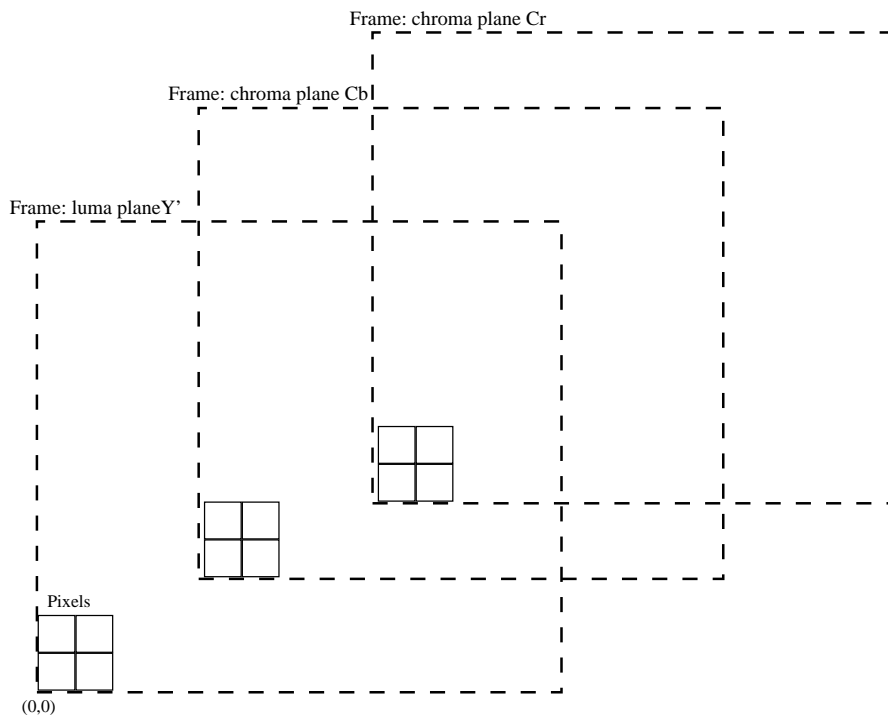 Frame: chroma plane Cr
Frame: chroma plane Cb
Frame: luma planeY’
Pixels
(0,0)